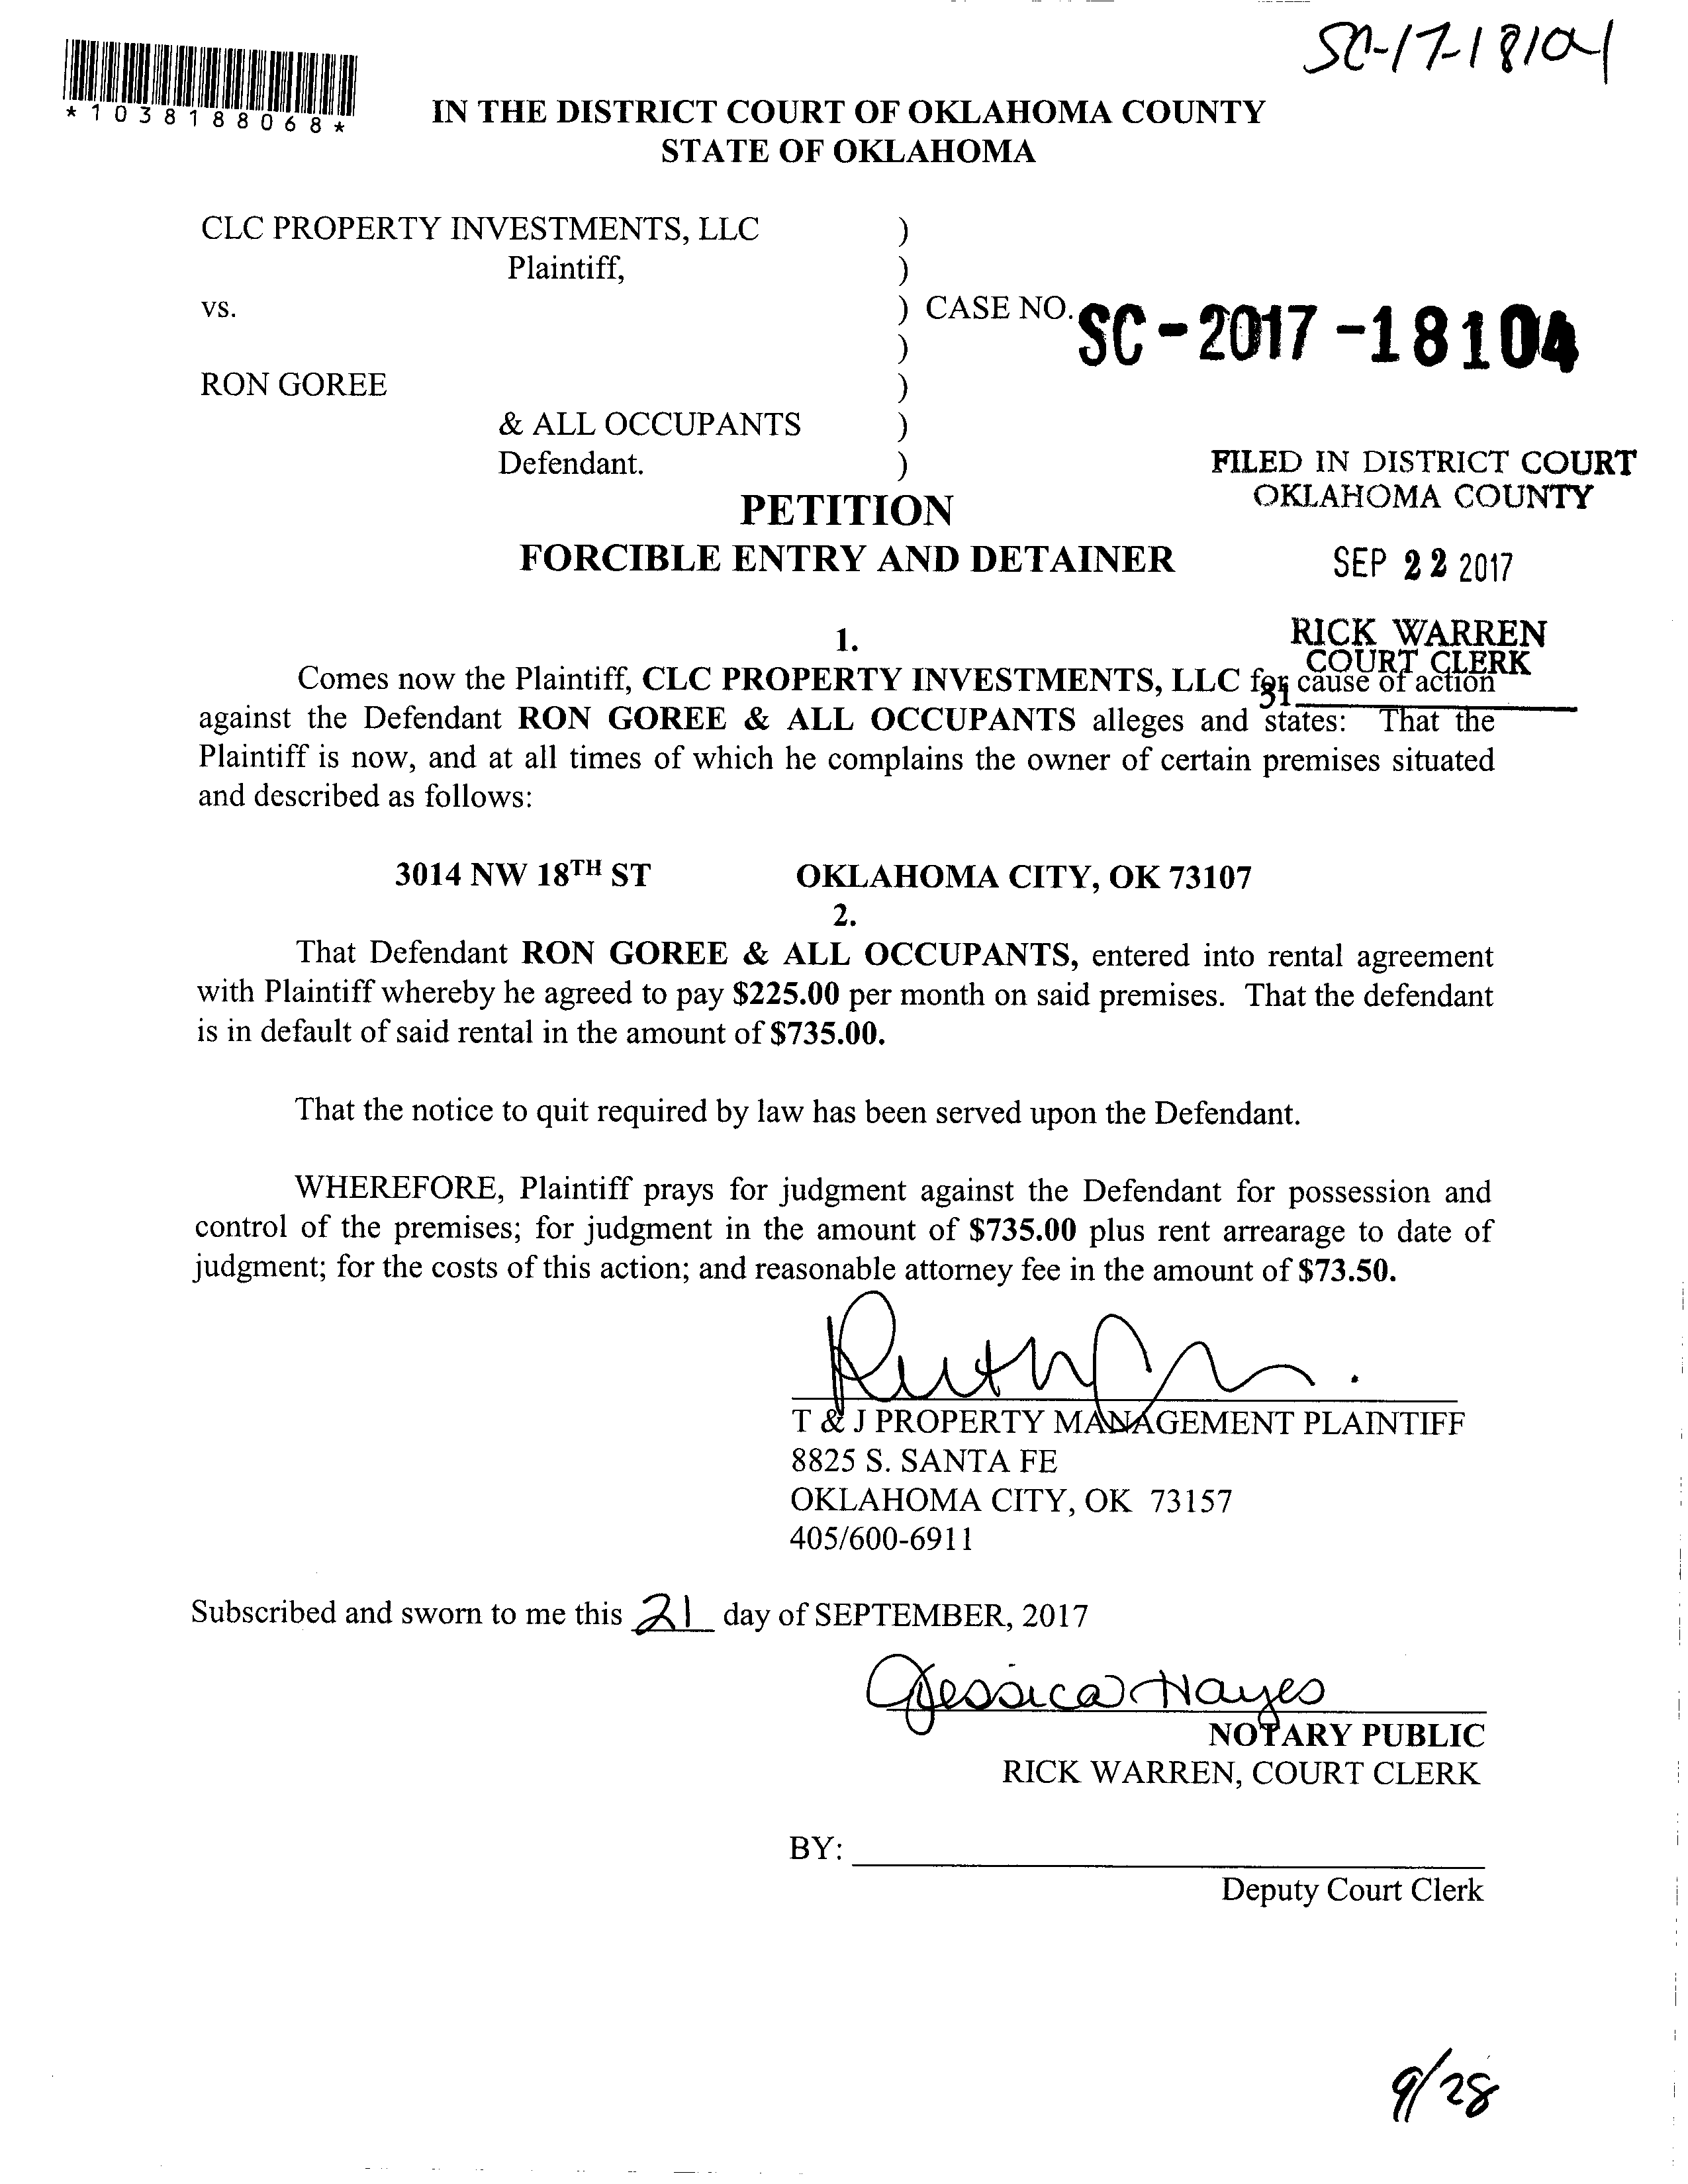 SC-17-18104
*1038188068*
IN THE DISTRICT COURT OF OKLAHOMA COUNTY
STATE OF OKLAHOMA
CLC PROPERTY INVESTMENTS, LLC )
Plaintiff, )
vs. ) CASE NO. SC-2017-18104
)
RON GOREE )
& ALL OCCUPANTS )
Defendant. )
FILED IN DISTRICT COURT
OKLAHOMA COUNTY
PETITION
FORCIBLE ENTRY AND DETAINER
SEP 22 2017
RICK WARREN
COURT CLERK
31
1.
Comes now the Plaintiff, CLC PROPERTY INVESTMENTS, LLC for cause of action
against the Defendant RON GOREE & ALL OCCUPANTS alleges and states: That the
Plaintiff is now, and at all times of which he complains the owner of certain premises situated
and described as follows:
3014 NW 18TH ST OKLAHOMA CITY, OK 73107
2.
That Defendant RON GOREE & ALL OCCUPANTS, entered into rental agreement
with Plaintiff whereby he agreed to pay $225.00 per month on said premises. That the defendant
is in default of said rental in the amount of $735.00.
That the notice to quit required by law has been served upon the Defendant.
WHEREFORE, Plaintiff prays for judgment against the Defendant for possession and
control of the premises; for judgment in the amount of $735.00 plus rent arrearage to date of
judgment; for the costs of this action; and reasonable attorney fee in the amount of $73.50.
Ruth
T & J PROPERTY MANAGEMENT PLAINTIFF
8825 S. SANTA FE
OKLAHOMA CITY, OK 73157
405/600-6911
Subscribed and sworn to me this 21 day of SEPTEMBER, 2017
Jessica Hayes
NOTARY PUBLIC
RICK WARREN, COURT CLERK
BY:
Deputy Court Clerk
9/28